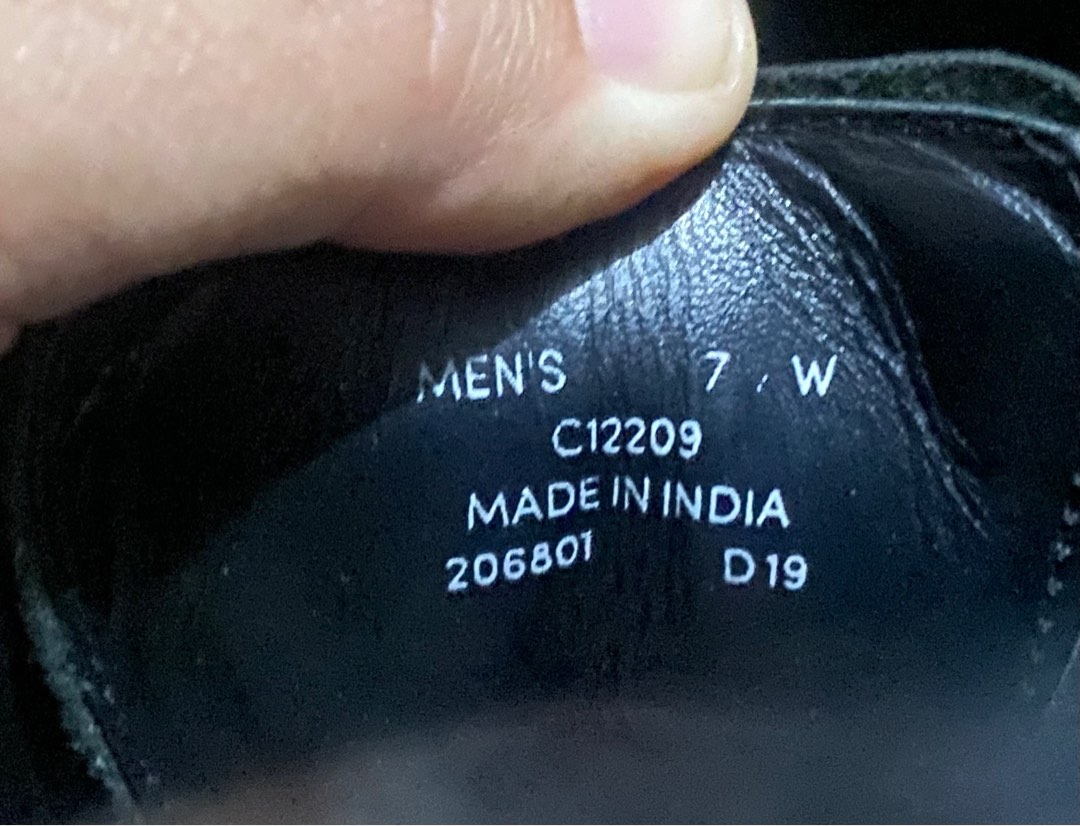 MEN'S 7 W
C12209
MADE IN INDIA
206801 D19